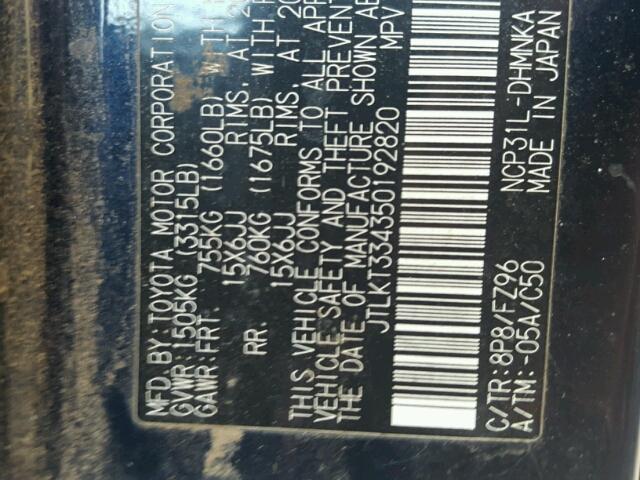 MFD. BY: TOYOTA MOTOR CORPORATION
GVWR: 1505KG (3315LB)
GAWR: FRT. 755KG (1660LB) WITH
15X6JJ RIMS, AT
RR. 760KG (1675LB) WITH
15X6JJ RIMS, AT 20
THIS VEHICLE CONFORMS TO ALL APP
VEHICLE SAFETY AND THEFT PREVENT
THE DATE OF MANUFACTURE SHOWN AB
JTLKT334350192820 MPV
C/TR: 8P8/FZ96 NCP31L-DHMNKA
A/TM: -05A/C50 MADE IN JAPAN